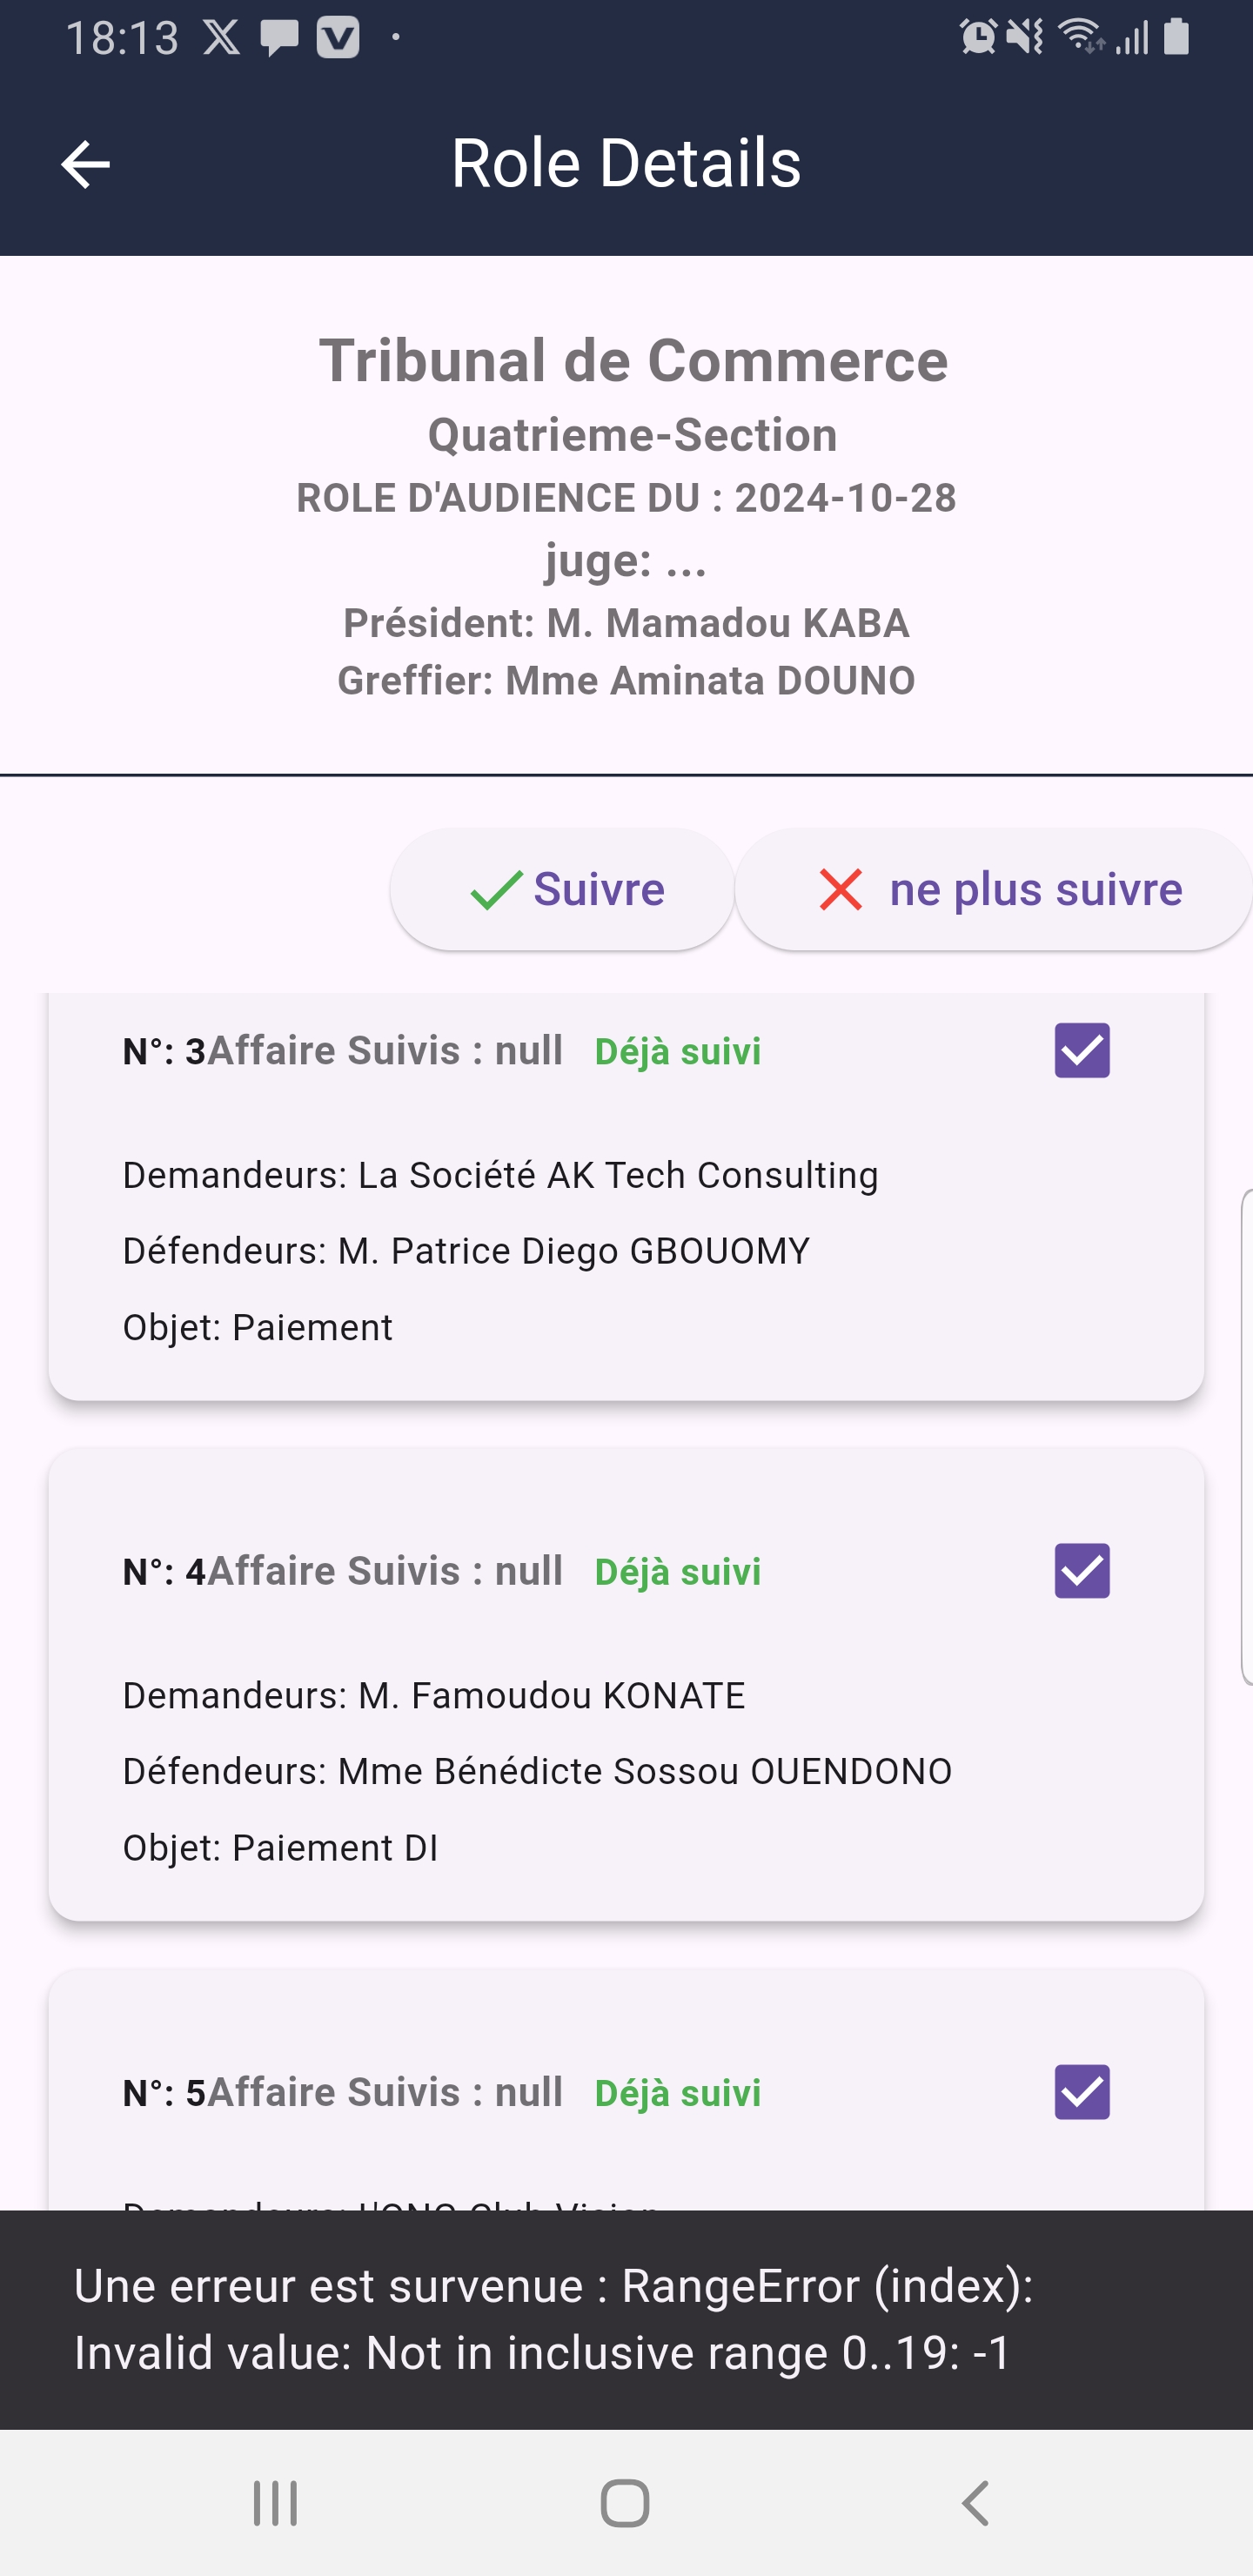 18:13
Role Details
Tribunal de Commerce
Quatrieme-Section
ROLE D'AUDIENCE DU : 2024-10-28
juge: ...
Président: M. Mamadou KABA
Greffier: Mme Aminata DOUNO
Suivre
ne plus suivre
N°: 3Affaire Suivis : null Déjà suivi
Demandeurs: La Société AK Tech Consulting
Défendeurs: M. Patrice Diego GBOUOMY
Objet: Paiement
N°: 4Affaire Suivis : null Déjà suivi
Demandeurs: M. Famoudou KONATE
Défendeurs: Mme Bénédicte Sossou OUENDONO
Objet: Paiement DI
N°: 5Affaire Suivis : null Déjà suivi
Demandeurs: L'ONG Club Vision
Une erreur est survenue : RangeError (index):
Invalid value: Not in inclusive range 0..19: -1